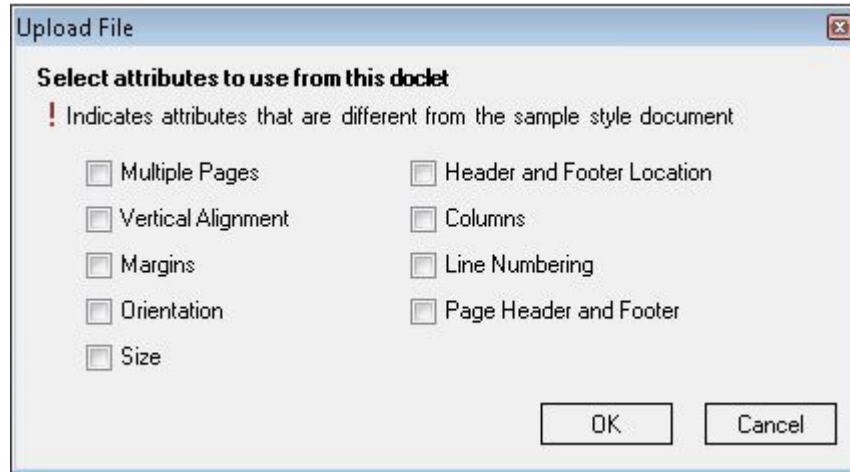 Upload File
Select attributes to use from this doclet
! Indicates attributes that are different from the sample style document
Multiple Pages
Header and Footer Location
Vertical Alignment
Columns
Margins
Line Numbering
Orientation
Page Header and Footer
Size
OK
Cancel